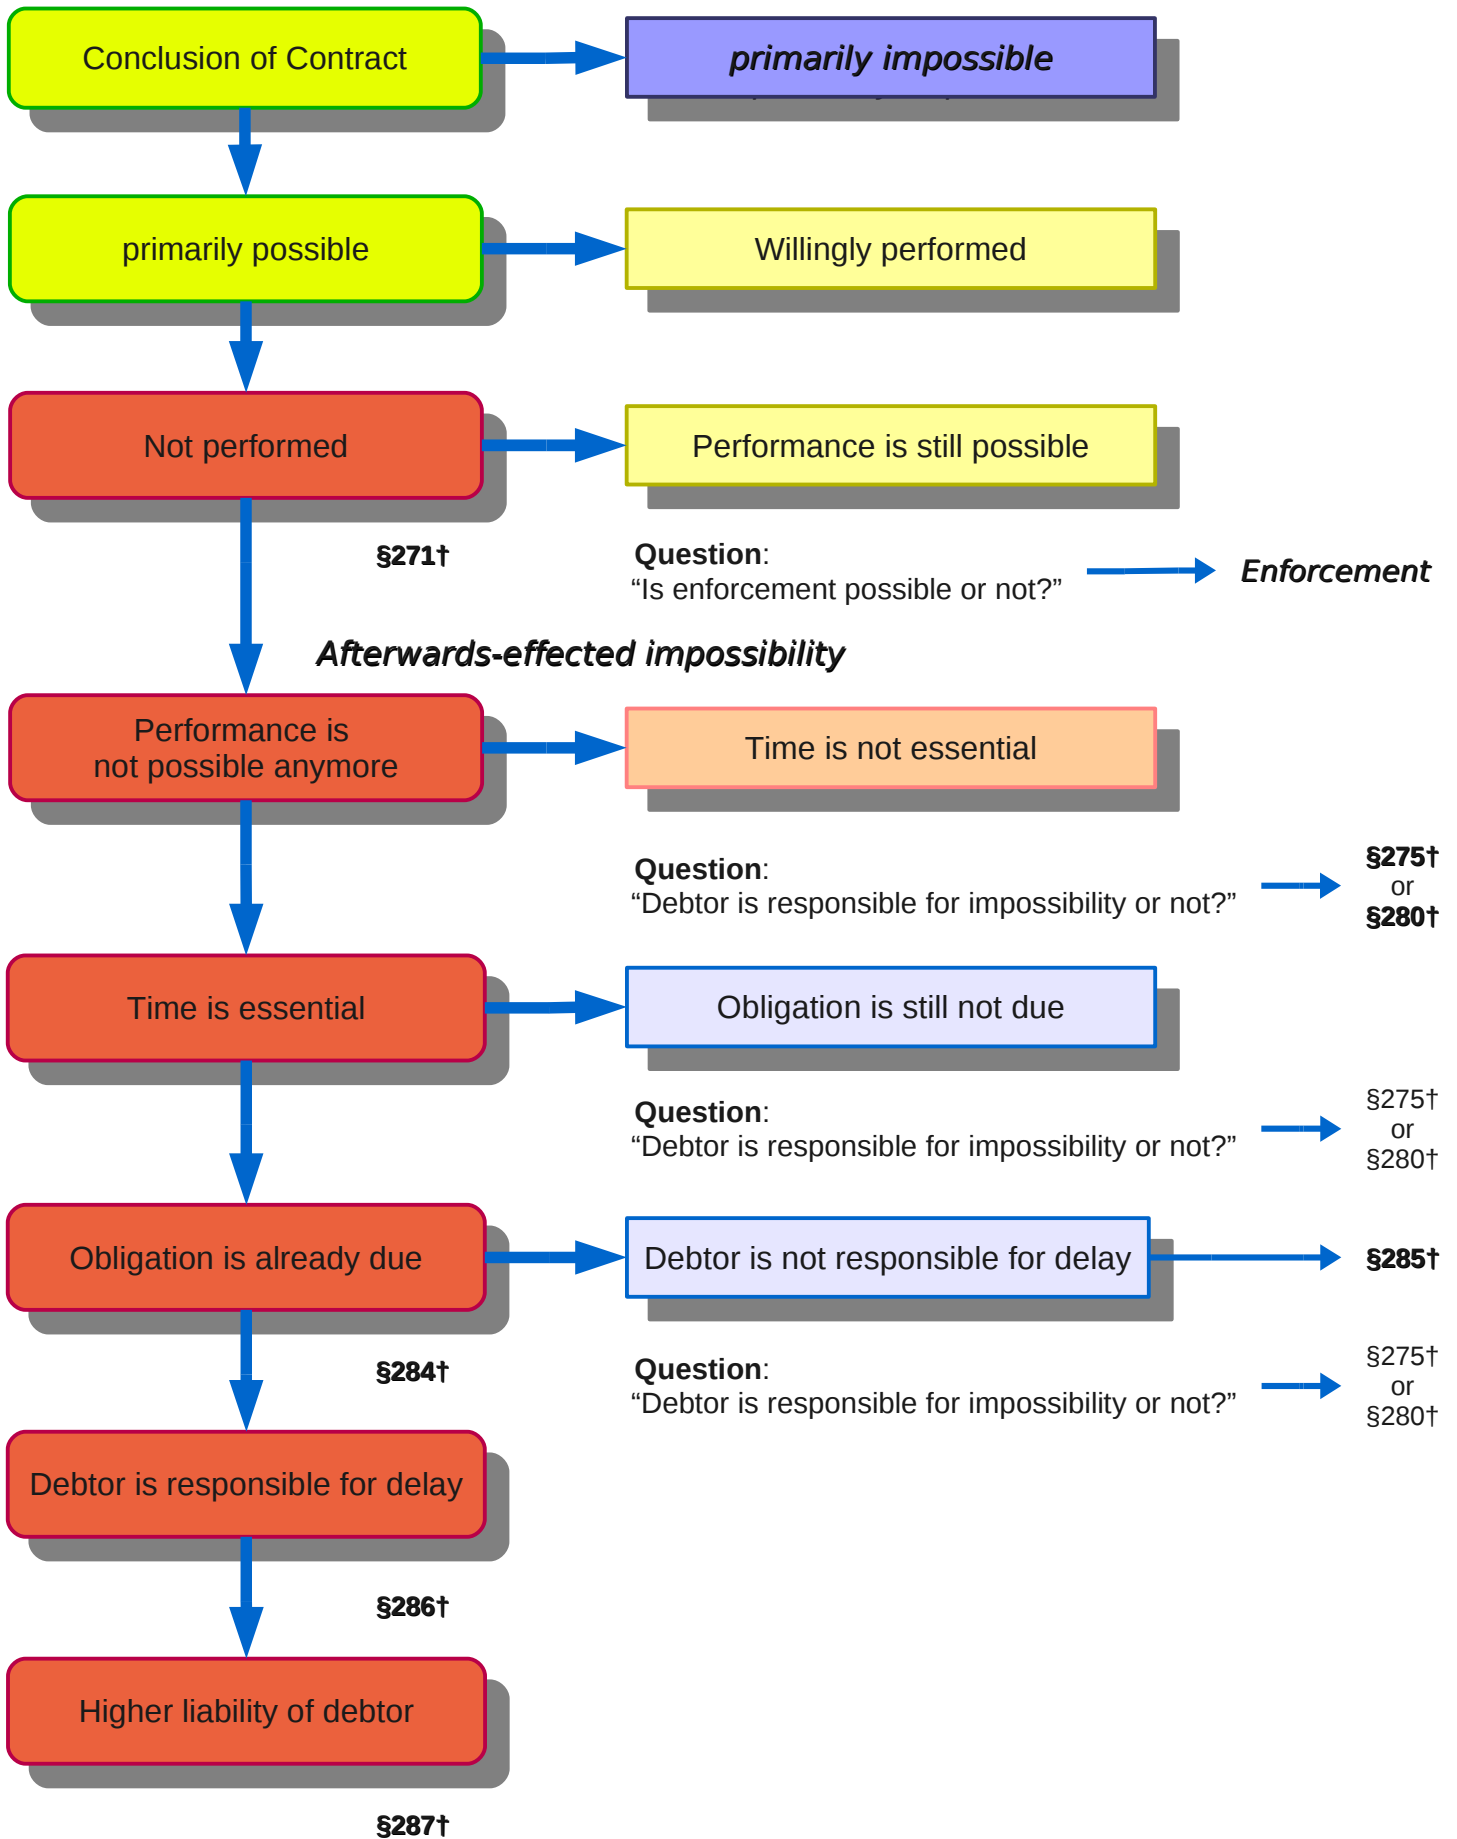 Conclusion of Contract
primarily impossible
primarily possible
Willingly performed
Not performed
Performance is still possible
§271†
Question:
“Is enforcement possible or not?”
Enforcement
Afterwards-effected impossibility
Performance is
not possible anymore
Time is not essential
Question:
“Debtor is responsible for impossibility or not?”
§275†
or
§280†
Time is essential
Obligation is still not due
Question:
“Debtor is responsible for impossibility or not?”
§275†
or
§280†
Obligation is already due
Debtor is not responsible for delay
§285†
§284†
Question:
“Debtor is responsible for impossibility or not?”
§275†
or
§280†
Debtor is responsible for delay
§286†
Higher liability of debtor
§287†